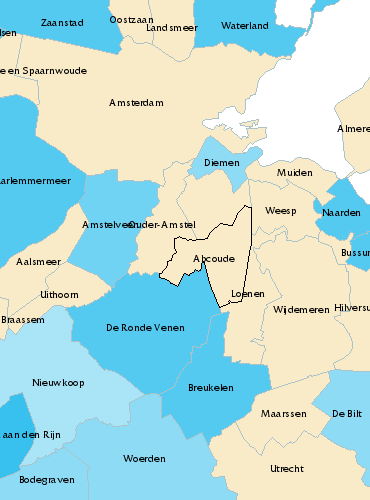 Oostzaan
Zaanstad
Landsmeer
Waterland
lsen
e en Spaarnwoude
Amsterdam
Almere
Diemen
Muiden
arlemmermeer
Weesp
Naarden
Amstelveen
Ouder-Amstel
Bussum
Abcoude
Aalsmeer
Uithoorn
Loenen
Wijdemeren
Hilversu
Braassem
De Ronde Venen
Nieuwkoop
Breukelen
Maarssen
De Bilt
aan den Rijn
Woerden
Utrecht
Bodegraven